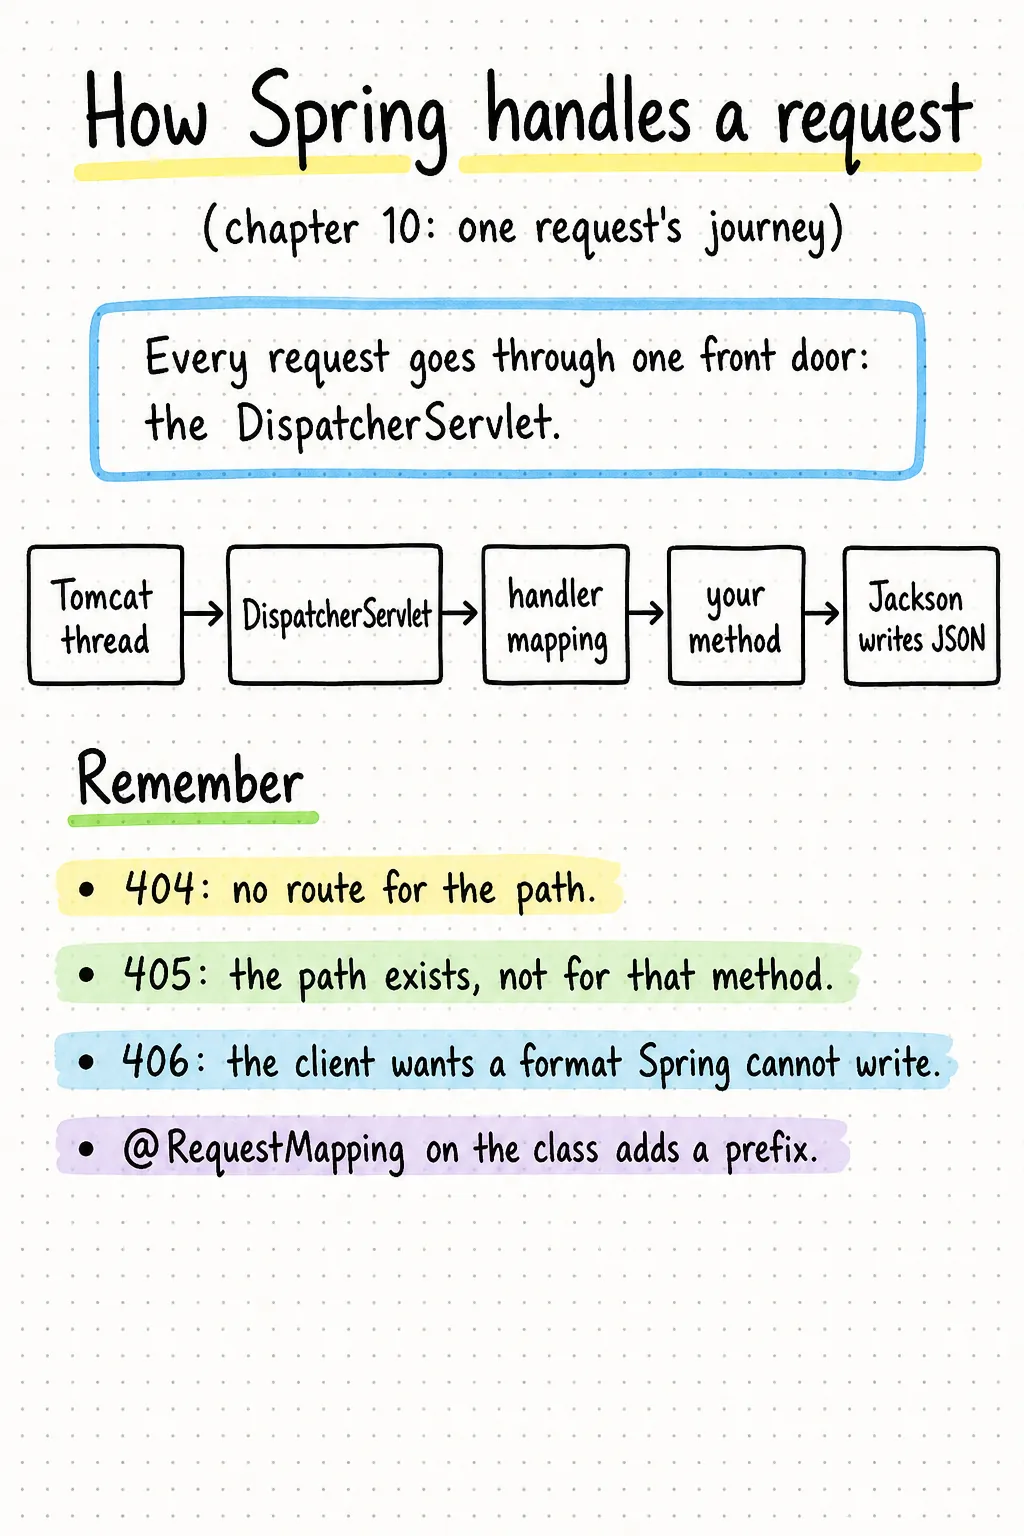 How Spring handles a request
(chapter 10: one request's journey)
Every request goes through one front door:
the DispatcherServlet.
Tomcat
thread
DispatcherServlet
handler
mapping
your
method
Jackson
writes JSON
Remember
• 404: no route for the path.
• 405: the path exists, not for that method.
• 406: the client wants a format Spring cannot write.
• @RequestMapping on the class adds a prefix.